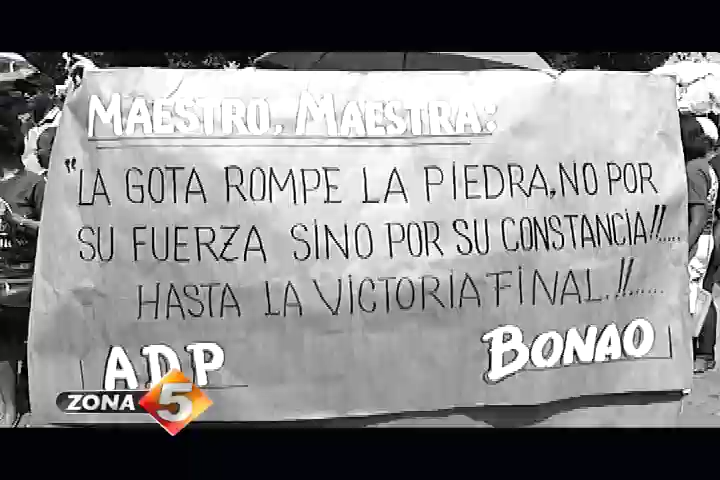 MAESTRO, MAESTRA:
"LA GOTA ROMPE LA PIEDRA, NO POR
SU FUERZA SINO POR SU CONSTANCIA!!....
HASTA LA VICTORIA FINAL.!!......
ADP BONAO
ZONA 5